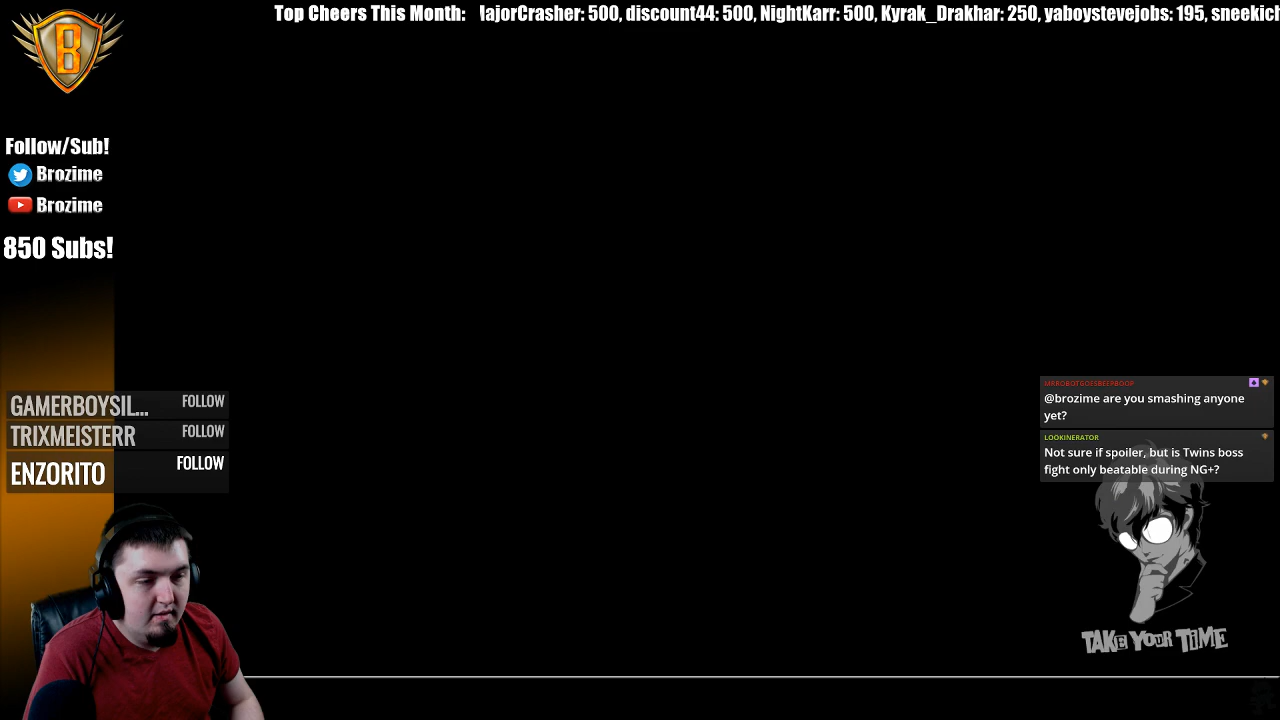 Top Cheers This Month: lajorCrasher: 500, discount44: 500, NightKarr: 500, Kyrak_Drakhar: 250, yaboystevejobs: 195, sneekich
B
Follow/Sub!
Brozime
Brozime
850 Subs!
GAMERBOYSIL... FOLLOW
TRIXMEISTERR FOLLOW
ENZORITO FOLLOW
MRROBOTGOESBEEPBOOP
@brozime are you smashing anyone
yet?
LOOKINERATOR
Not sure if spoiler, but is Twins boss
fight only beatable during NG+?
TAKE YOUR TIME